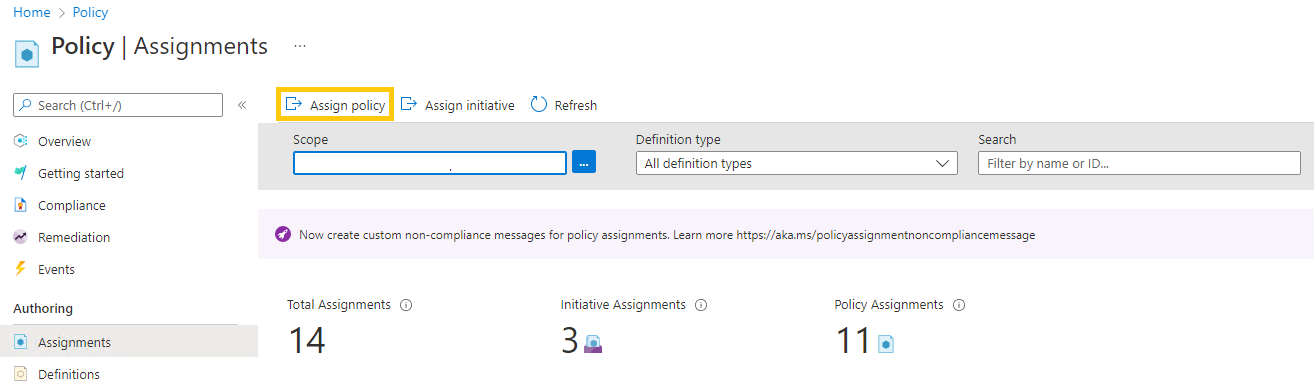 Home > Policy
Policy | Assignments ...
Search (Ctrl+/) «
Overview
Getting started
Compliance
Remediation
Events
Authoring
Assignments
Definitions
Assign policy Assign initiative Refresh
Scope Definition type Search
, ... All definition types Filter by name or ID...
Now create custom non-compliance messages for policy assignments. Learn more https://aka.ms/policyassignmentnoncompliancemessage
Total Assignments Initiative Assignments Policy Assignments
14 3 11